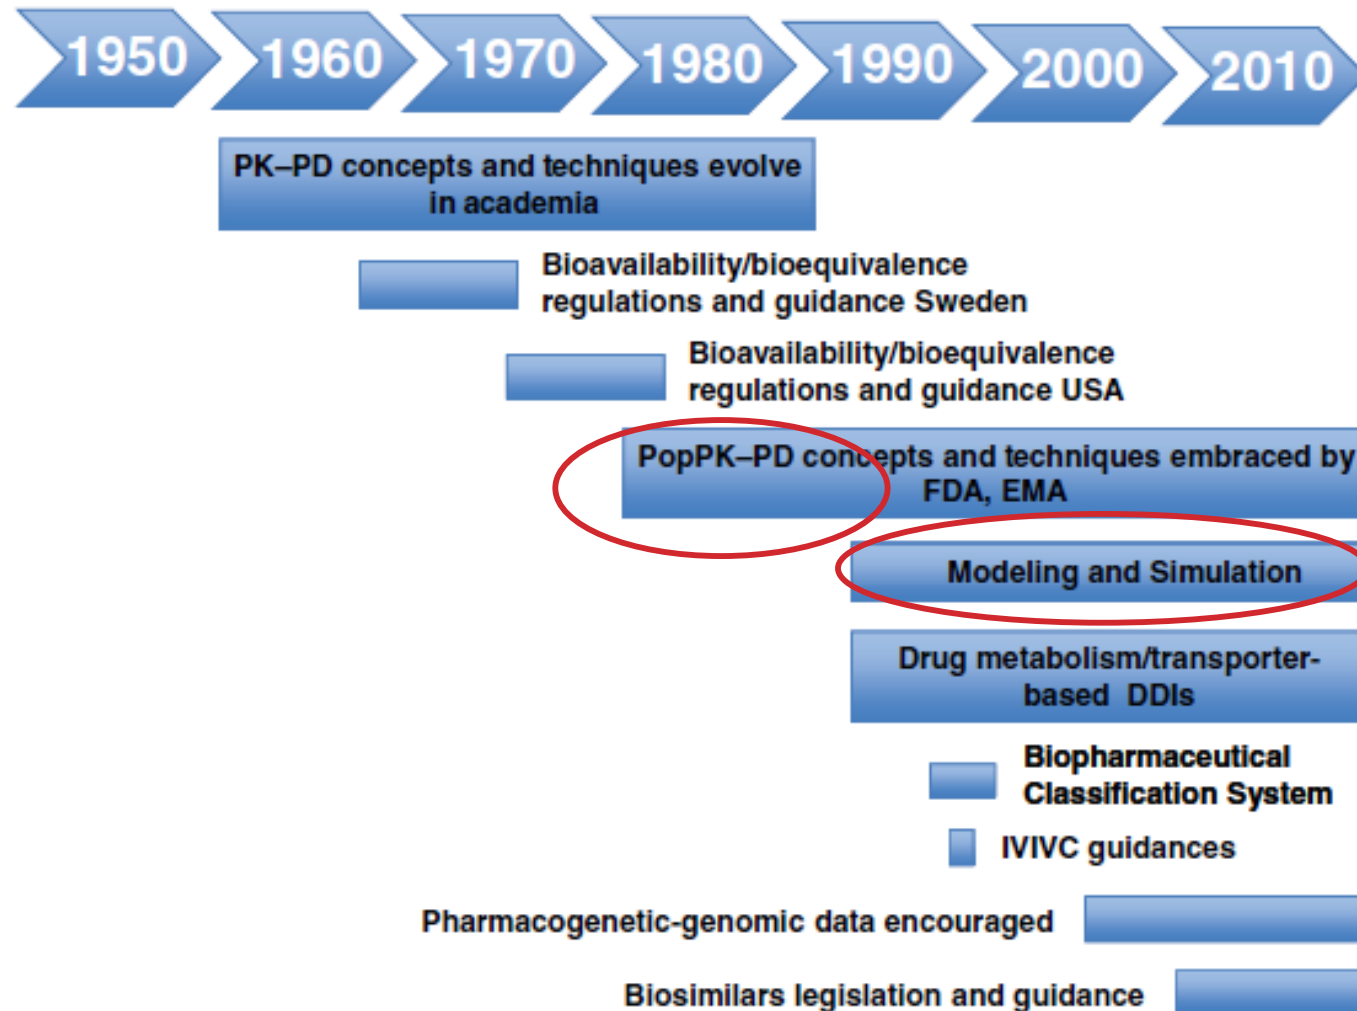 1950 1960 1970 1980 1990 2000 2010
PK–PD concepts and techniques evolve
in academia
Bioavailability/bioequivalence
regulations and guidance Sweden
Bioavailability/bioequivalence
regulations and guidance USA
PopPK–PD concepts and techniques embraced by
FDA, EMA
Modeling and Simulation
Drug metabolism/transporter-
based DDIs
Biopharmaceutical
Classification System
IVIVC guidances
Pharmacogenetic-genomic data encouraged
Biosimilars legislation and guidance